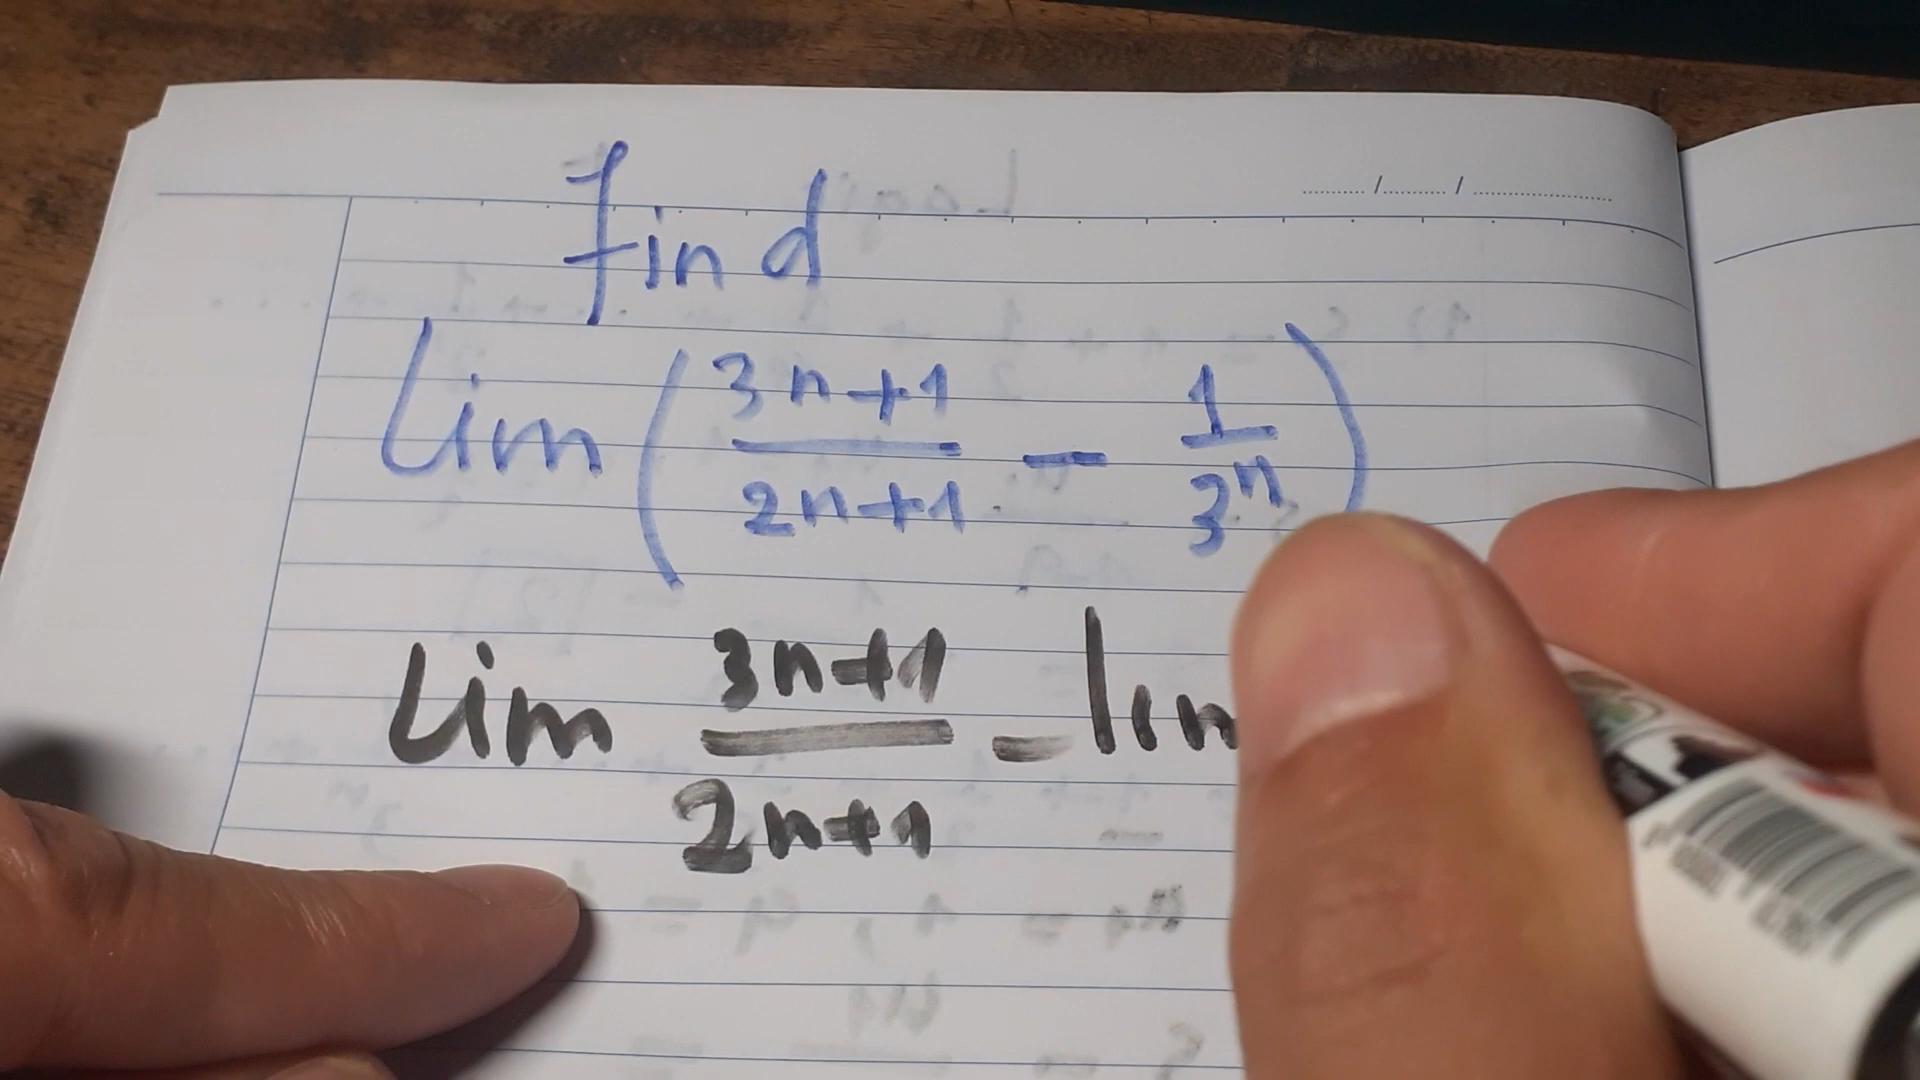 Find
Lim ( 3n+1 / 2n+1 - 1 / 3ⁿ )
Lim 3n+1 / 2n+1 - lim